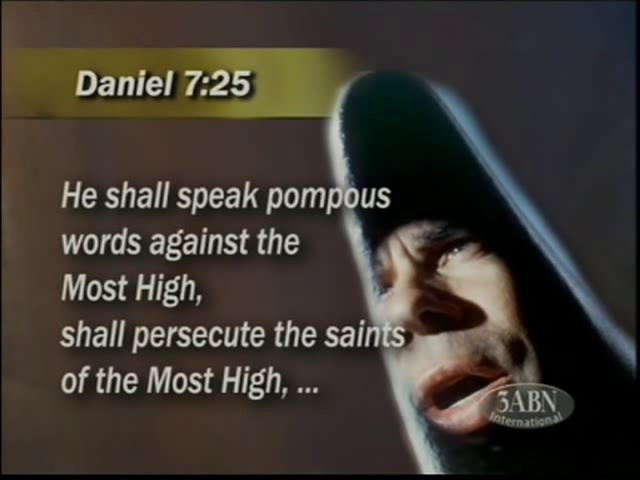 Daniel 7:25
He shall speak pompous
words against the
Most High,
shall persecute the saints
of the Most High, ...
3ABN
International